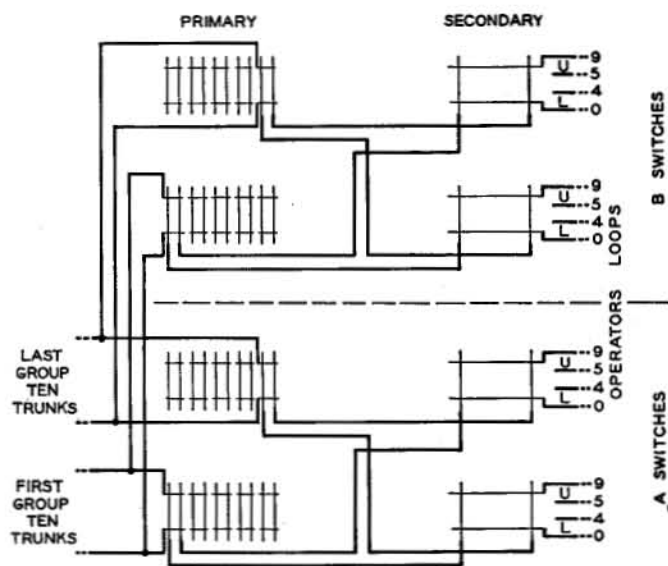 PRIMARY
SECONDARY
9
U
5
4
L
0
9
U
5
4
L
0
B SWITCHES
OPERATORS LOOPS
LAST
GROUP
TEN
TRUNKS
9
U
5
4
L
0
FIRST
GROUP
TEN
TRUNKS
9
U
5
4
L
0
A SWITCHES